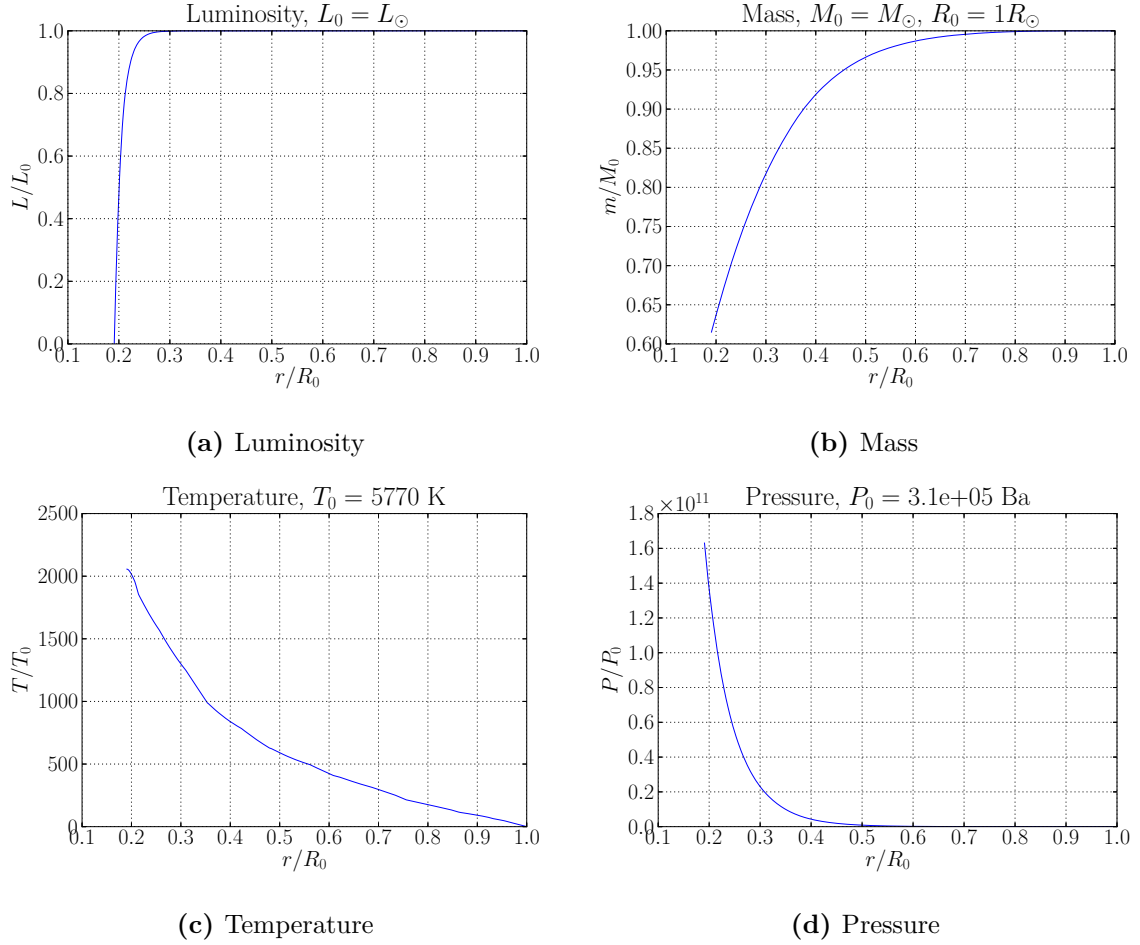 Luminosity, $L_0 = L_\odot$
1.0
0.8
0.6
0.4
0.2
0.0
$L/L_0$
0.1 0.2 0.3 0.4 0.5 0.6 0.7 0.8 0.9 1.0
$r/R_0$
(a) Luminosity
Mass, $M_0 = M_\odot$, $R_0 = 1R_\odot$
1.00
0.95
0.90
0.85
0.80
0.75
0.70
0.65
0.60
$m/M_0$
0.1 0.2 0.3 0.4 0.5 0.6 0.7 0.8 0.9 1.0
$r/R_0$
(b) Mass
Temperature, $T_0 = 5770$ K
2500
2000
1500
1000
500
0
$T/T_0$
0.1 0.2 0.3 0.4 0.5 0.6 0.7 0.8 0.9 1.0
$r/R_0$
(c) Temperature
Pressure, $P_0 = 3.1$e+05 Ba
×10¹¹
1.8
1.6
1.4
1.2
1.0
0.8
0.6
0.4
0.2
0.0
$P/P_0$
0.1 0.2 0.3 0.4 0.5 0.6 0.7 0.8 0.9 1.0
$r/R_0$
(d) Pressure